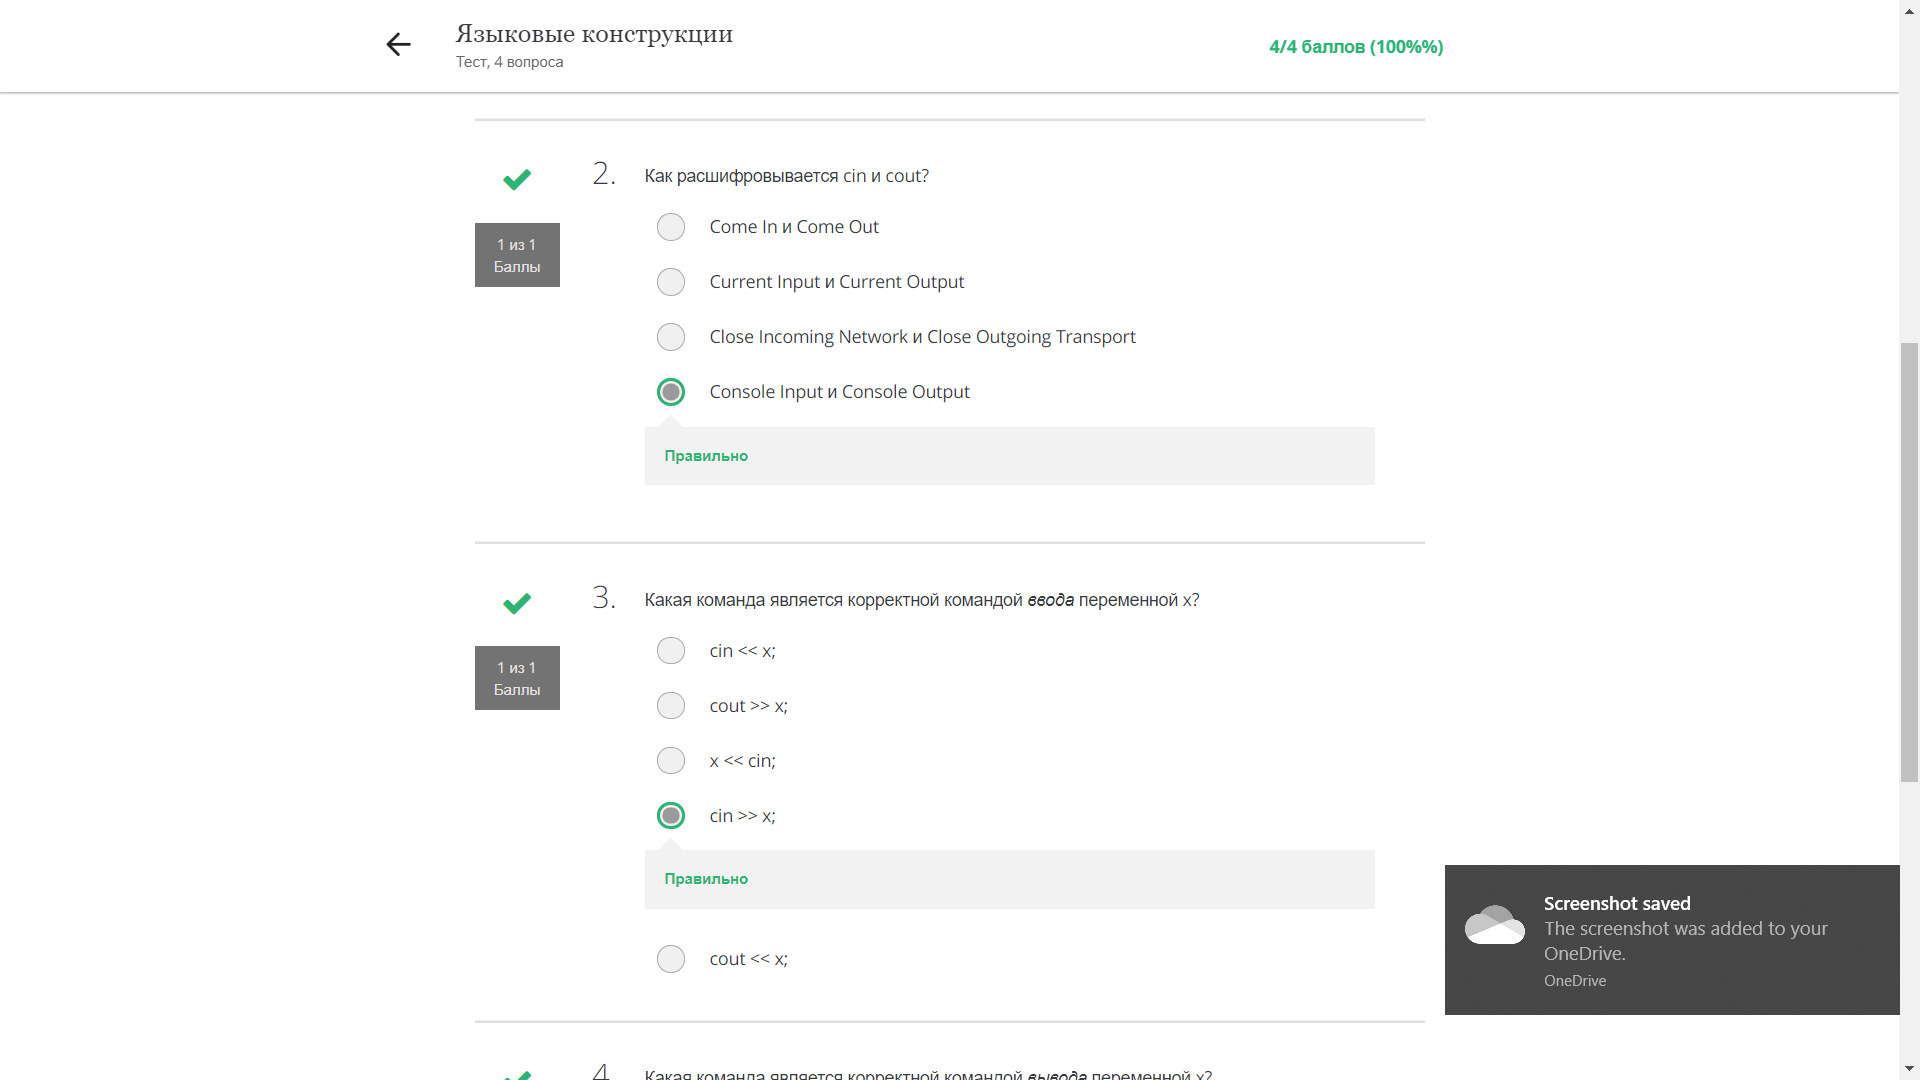 Языковые конструкции
Тест, 4 вопроса
4/4 баллов (100%%)
2.
Как расшифровывается cin и cout?
1 из 1
Баллы
Come In и Come Out
Current Input и Current Output
Close Incoming Network и Close Outgoing Transport
Console Input и Console Output
Правильно
3.
Какая команда является корректной командой ввода переменной x?
1 из 1
Баллы
cin << x;
cout >> x;
x << cin;
cin >> x;
Правильно
cout << x;
Screenshot saved
The screenshot was added to your
OneDrive.
OneDrive
4.
Какая команда является корректной командой вывода переменной x?